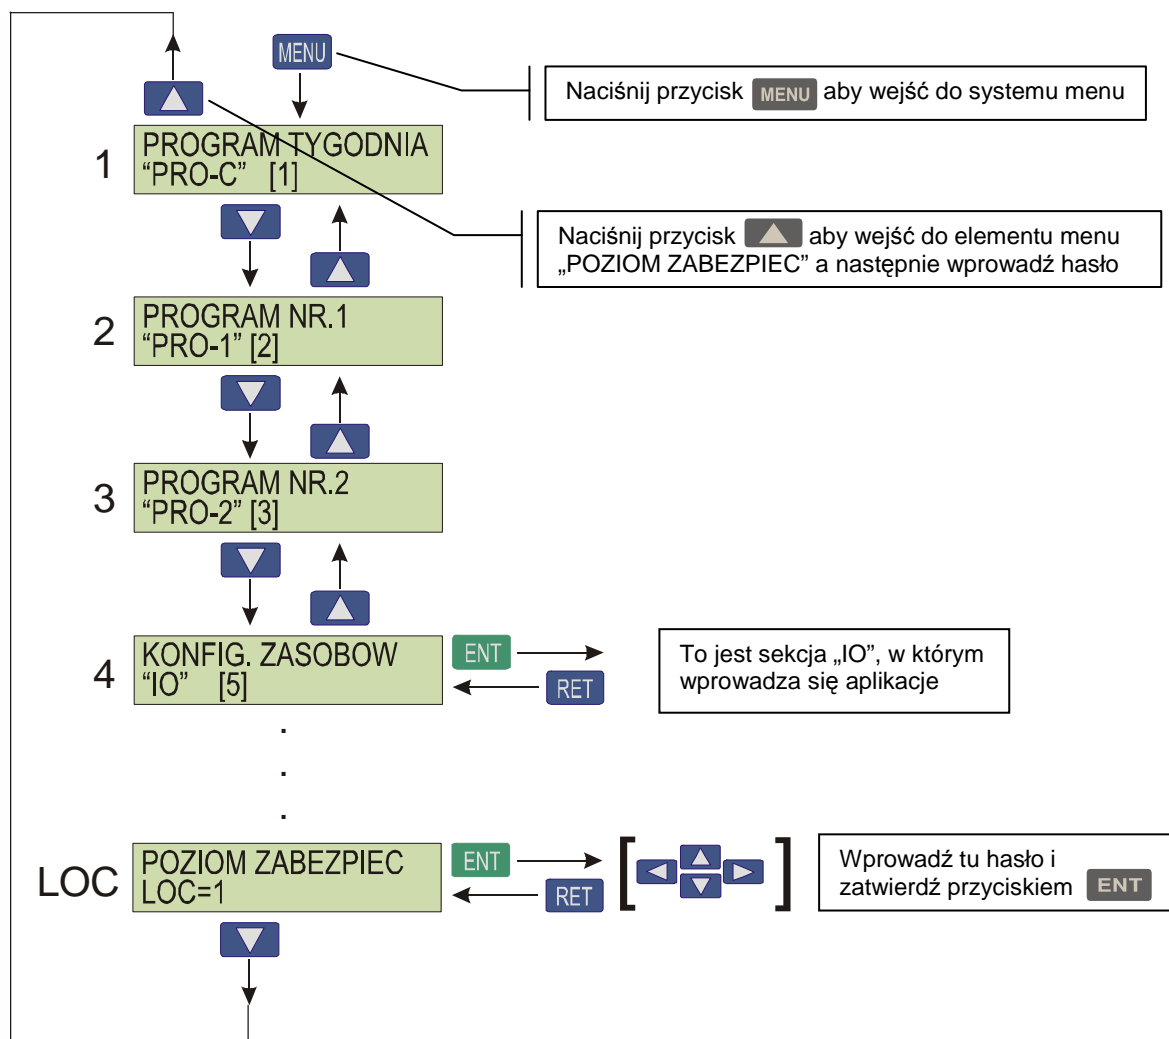 MENU
Naciśnij przycisk MENU aby wejść do systemu menu
1
PROGRAM TYGODNIA
“PRO-C” [1]
Naciśnij przycisk aby wejść do elementu menu
„POZIOM ZABEZPIEC” a następnie wprowadź hasło
2
PROGRAM NR.1
“PRO-1” [2]
3
PROGRAM NR.2
“PRO-2” [3]
4
KONFIG. ZASOBOW
“IO” [5]
ENT
RET
To jest sekcja „IO”, w którym
wprowadza się aplikacje
.
.
.
LOC
POZIOM ZABEZPIEC
LOC=1
ENT
RET
[ ]
Wprowadź tu hasło i
zatwierdź przyciskiem ENT